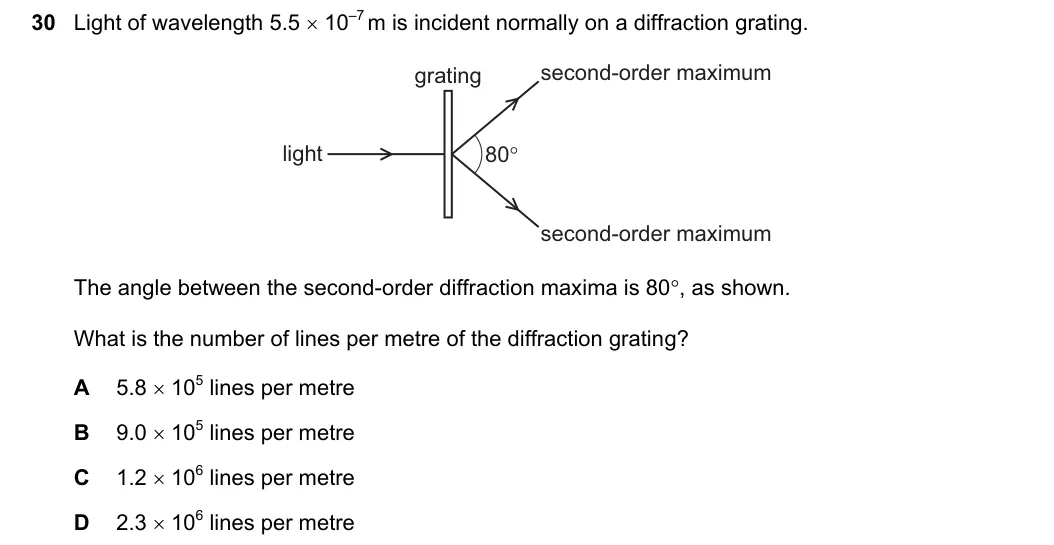 30 Light of wavelength 5.5 × 10⁻⁷ m is incident normally on a diffraction grating.
grating
second-order maximum
light
80°
second-order maximum
The angle between the second-order diffraction maxima is 80°, as shown.
What is the number of lines per metre of the diffraction grating?
A 5.8 × 10⁵ lines per metre
B 9.0 × 10⁵ lines per metre
C 1.2 × 10⁶ lines per metre
D 2.3 × 10⁶ lines per metre